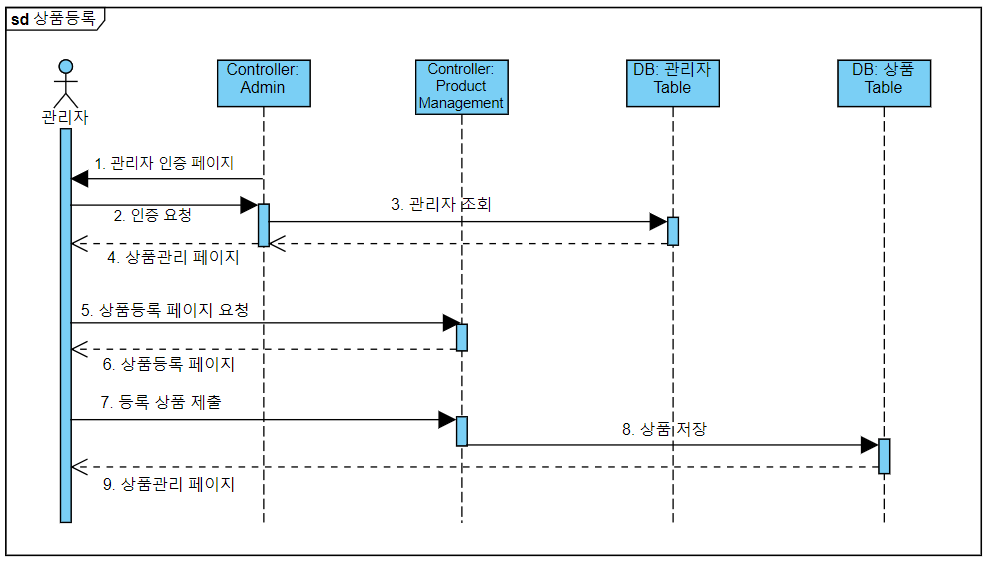 sd 상품등록
관리자
Controller:
Admin
Controller:
Product
Management
DB: 관리자
Table
DB: 상품
Table
1. 관리자 인증 페이지
2. 인증 요청
3. 관리자 조회
4. 상품관리 페이지
5. 상품등록 페이지 요청
6. 상품등록 페이지
7. 등록 상품 제출
8. 상품 저장
9. 상품관리 페이지